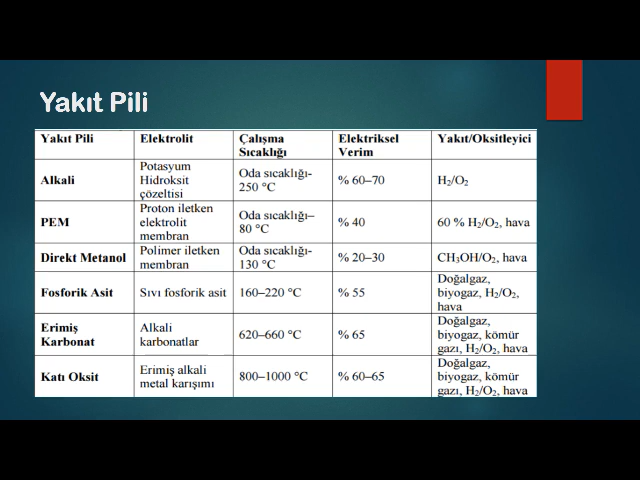 Yakıt Pili
Yakıt Pili Elektrolit Çalışma Sıcaklığı Elektriksel Verim Yakıt/Oksitleyici
Alkali Potasyum Hidroksit çözeltisi Oda sıcaklığı-250 °C % 60–70 H₂/O₂
PEM Proton iletken elektrolit membran Oda sıcaklığı–80 °C % 40 60 % H₂/O₂, hava
Direkt Metanol Polimer iletken membran Oda sıcaklığı-130 °C % 20–30 CH₃OH/O₂, hava
Fosforik Asit Sıvı fosforik asit 160–220 °C % 55 Doğalgaz, biyogaz, H₂/O₂, hava
Erimiş Karbonat Alkali karbonatlar 620–660 °C % 65 Doğalgaz, biyogaz, kömür gazı, H₂/O₂, hava
Katı Oksit Erimiş alkali metal karışımı 800–1000 °C % 60–65 Doğalgaz, biyogaz, kömür gazı, H₂/O₂, hava